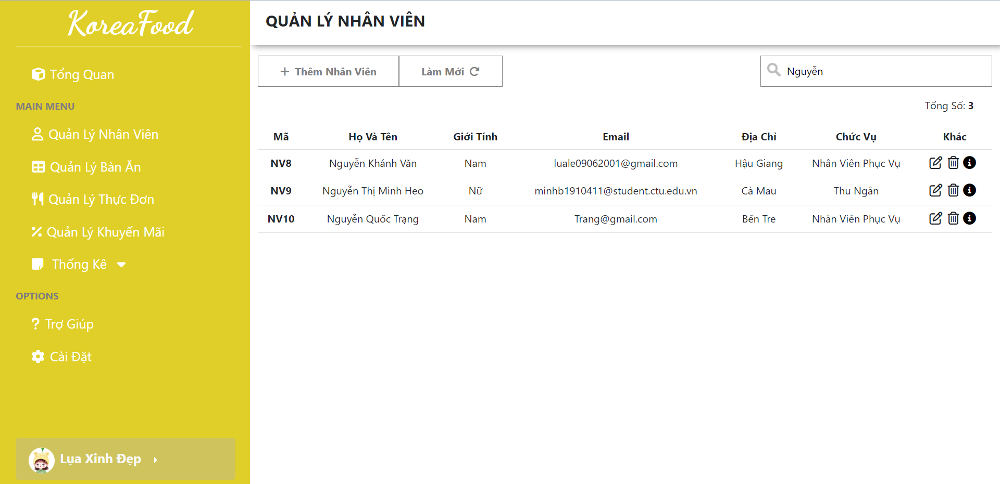 KoreaFood
QUẢN LÝ NHÂN VIÊN
Tổng Quan
MAIN MENU
Quản Lý Nhân Viên
Quản Lý Bàn Ăn
Quản Lý Thực Đơn
Quản Lý Khuyến Mãi
Thống Kê
OPTIONS
Trợ Giúp
Cài Đặt
Lụa Xinh Đẹp
+ Thêm Nhân Viên Làm Mới
Nguyễn
Tổng Số: 3
Mã Họ Và Tên Giới Tính Email Địa Chỉ Chức Vụ Khác
NV8 Nguyễn Khánh Văn Nam luale09062001@gmail.com Hậu Giang Nhân Viên Phục Vụ
NV9 Nguyễn Thị Minh Heo Nữ minhb1910411@student.ctu.edu.vn Cà Mau Thu Ngân
NV10 Nguyễn Quốc Trạng Nam Trang@gmail.com Bến Tre Nhân Viên Phục Vụ